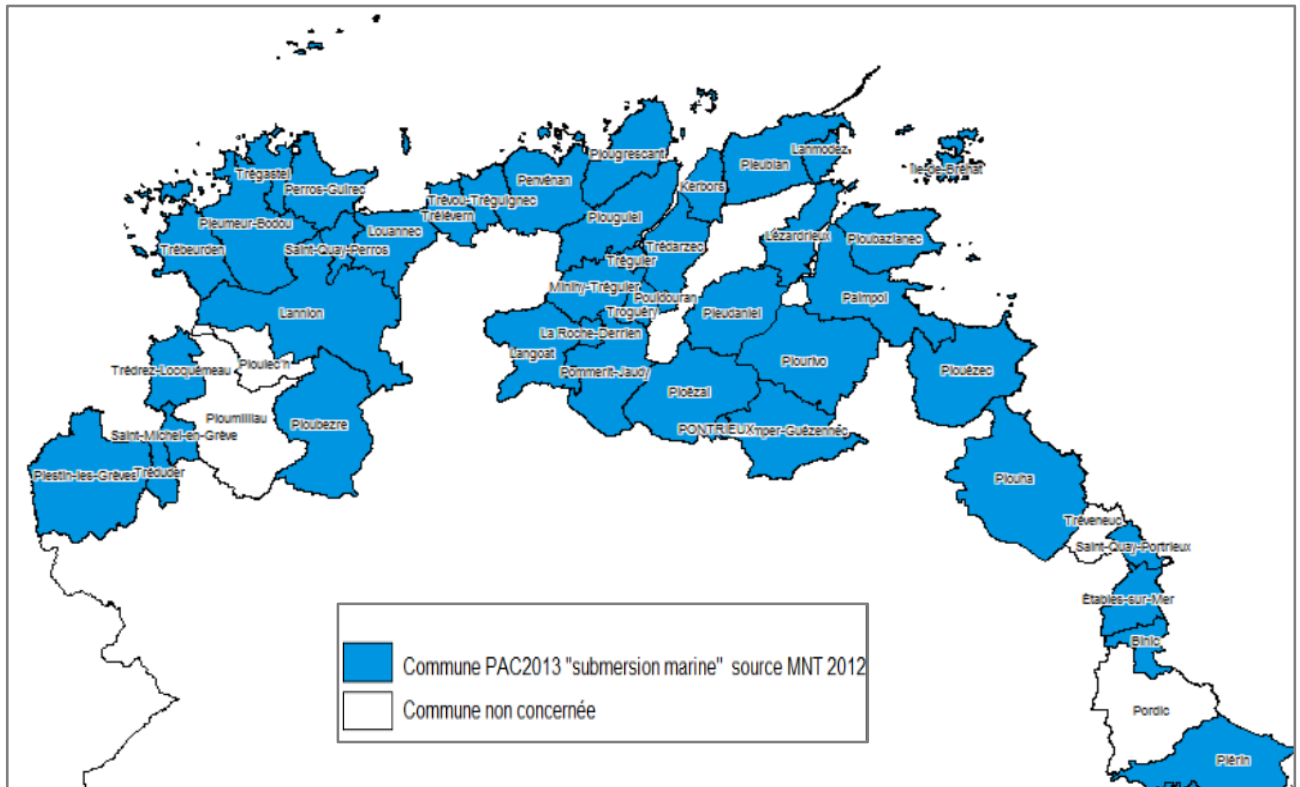 Plougrescant
Lanmodez
Trégastel
Pleubian
Île-de-Bréhat
Perros-Guirec
Penvénan
Kerbors
Trévou-Tréguignec
Trélévern
Plouguiel
Pleumeur-Bodou
Louannec
Lézardrieux
Ploubazlanec
Trébeurden
Saint-Quay-Perros
Trédarzec
Tréguier
Minihy-Tréguier
Pouldouran
Paimpol
Lannion
Troguéry
Pleudaniel
La Roche-Derrien
Langoat
Plourivo
Ploulec'h
Trédrez-Locquémeau
Pommerit-Jaudy
Plouézec
Ploëzal
Ploumilliau
Ploubezre
PONTRIEUX
mper-Guézennec
Saint-Michel-en-Grève
Plestin-les-Grèves
Tréduder
Plouha
Tréveneuc
Saint-Quay-Portrieux
Étables-sur-Mer
Binic
Pordic
Plérin
Commune PAC2013 "submersion marine" source MNT 2012
Commune non concernée